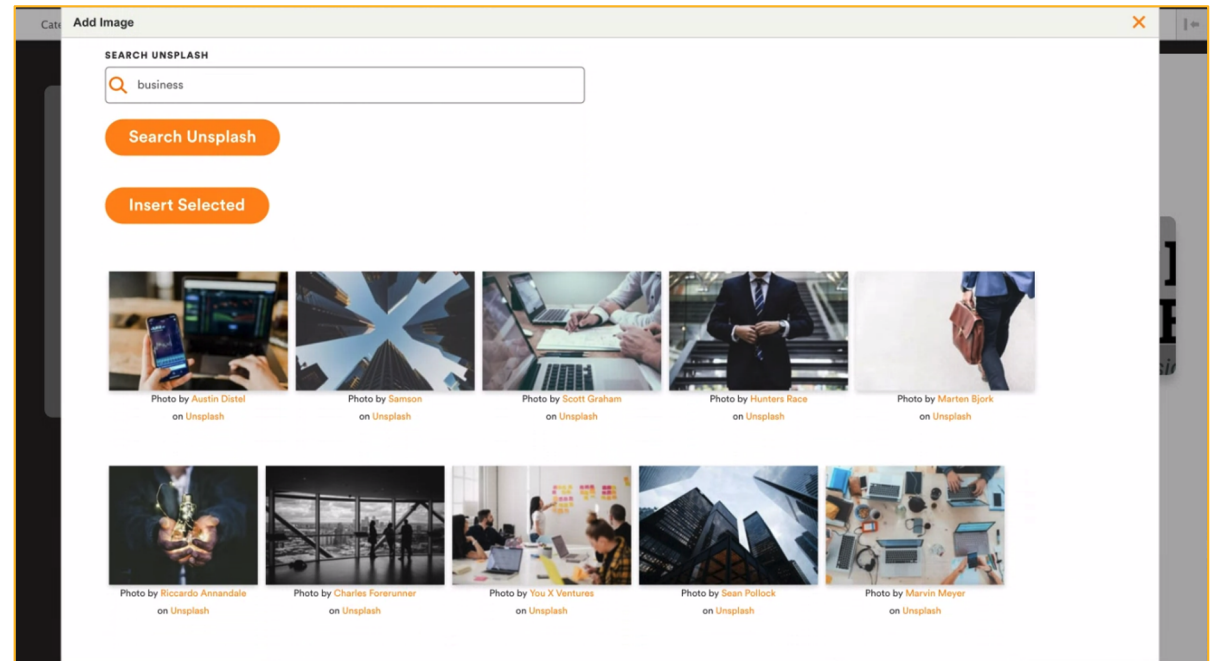 Cate
Add Image
SEARCH UNSPLASH
business
Search Unsplash
Insert Selected
Photo by Austin Distel
on Unsplash
Photo by Samson
on Unsplash
Photo by Scott Graham
on Unsplash
Photo by Hunters Race
on Unsplash
Photo by Marten Bjork
on Unsplash
Photo by Riccardo Annandale
on Unsplash
Photo by Charles Forerunner
on Unsplash
Photo by You X Ventures
on Unsplash
Photo by Sean Pollock
on Unsplash
Photo by Marvin Meyer
on Unsplash